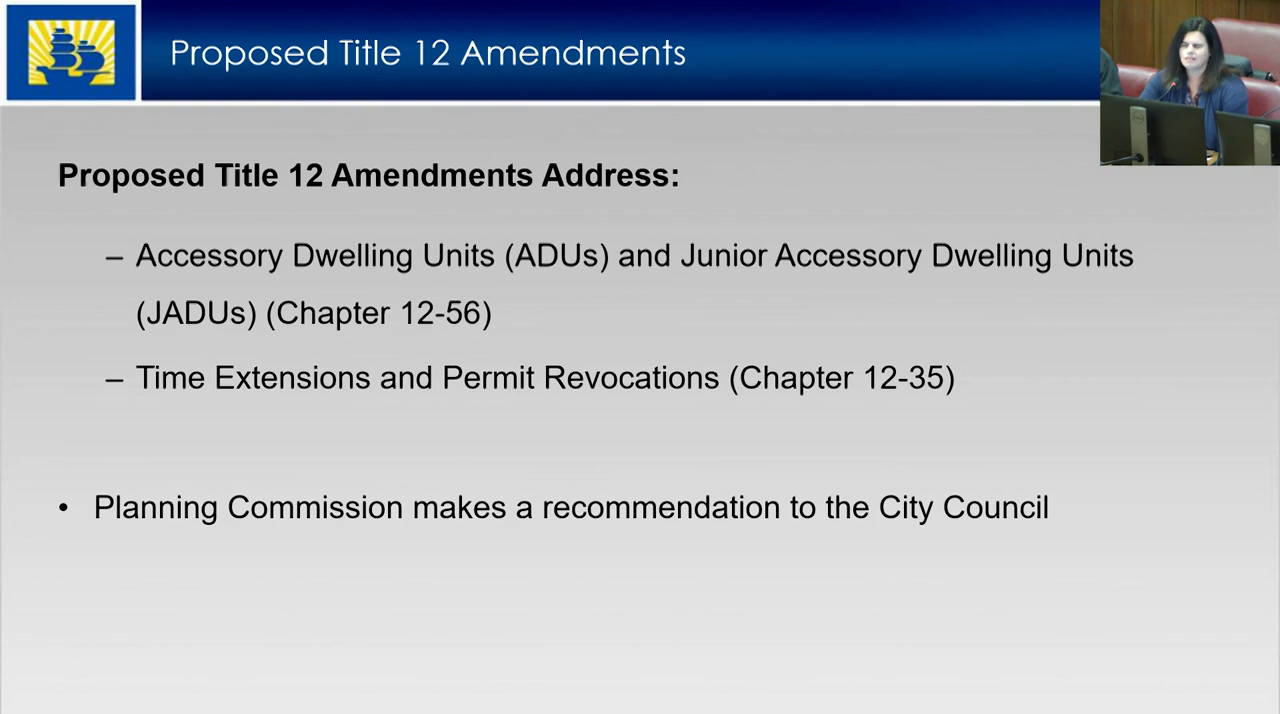 Proposed Title 12 Amendments
Proposed Title 12 Amendments Address:
– Accessory Dwelling Units (ADUs) and Junior Accessory Dwelling Units
(JADUs) (Chapter 12-56)
– Time Extensions and Permit Revocations (Chapter 12-35)
• Planning Commission makes a recommendation to the City Council